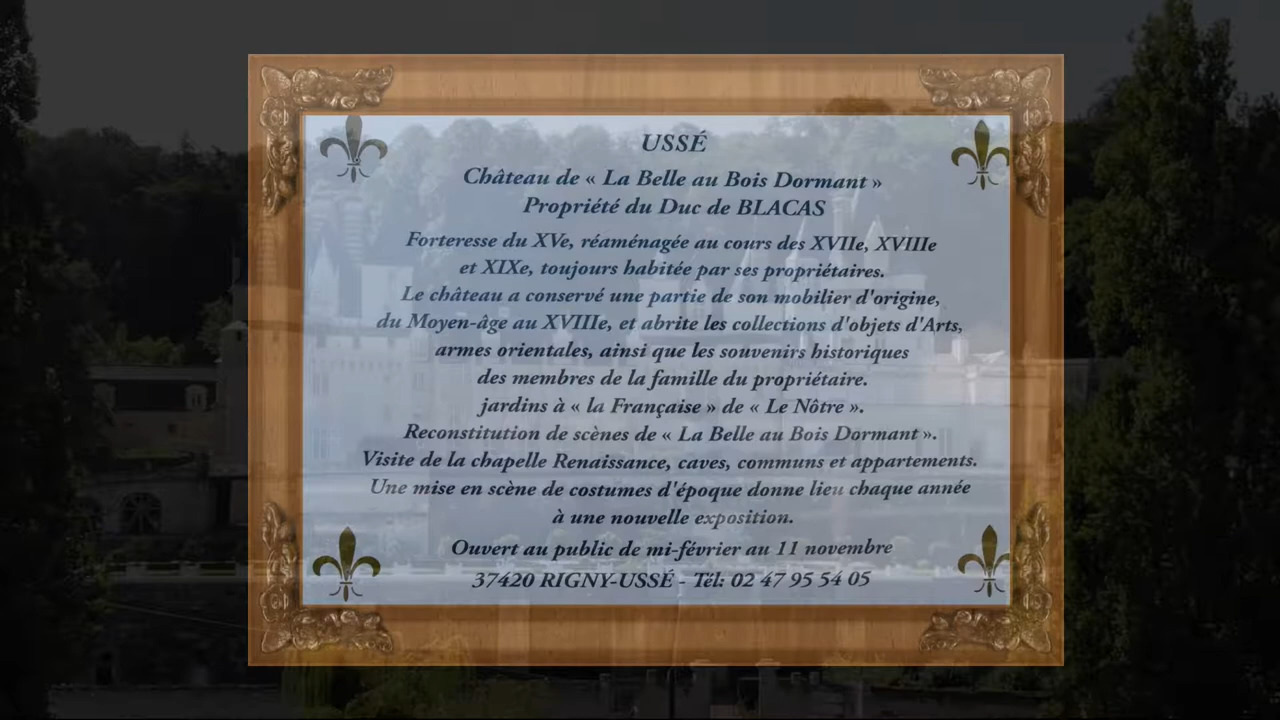 USSÉ
Château de « La Belle au Bois Dormant »
Propriété du Duc de BLACAS
Forteresse du XVe, réaménagée au cours des XVIIe, XVIIIe
et XIXe, toujours habitée par ses propriétaires.
Le château a conservé une partie de son mobilier d'origine,
du Moyen-âge au XVIIIe, et abrite les collections d'objets d'Arts,
armes orientales, ainsi que les souvenirs historiques
des membres de la famille du propriétaire.
jardins à « la Française » de « Le Nôtre ».
Reconstitution de scènes de « La Belle au Bois Dormant ».
Visite de la chapelle Renaissance, caves, communs et appartements.
Une mise en scène de costumes d'époque donne lieu chaque année
à une nouvelle exposition.
Ouvert au public de mi-février au 11 novembre
37420 RIGNY-USSÉ - Tél: 02 47 95 54 05